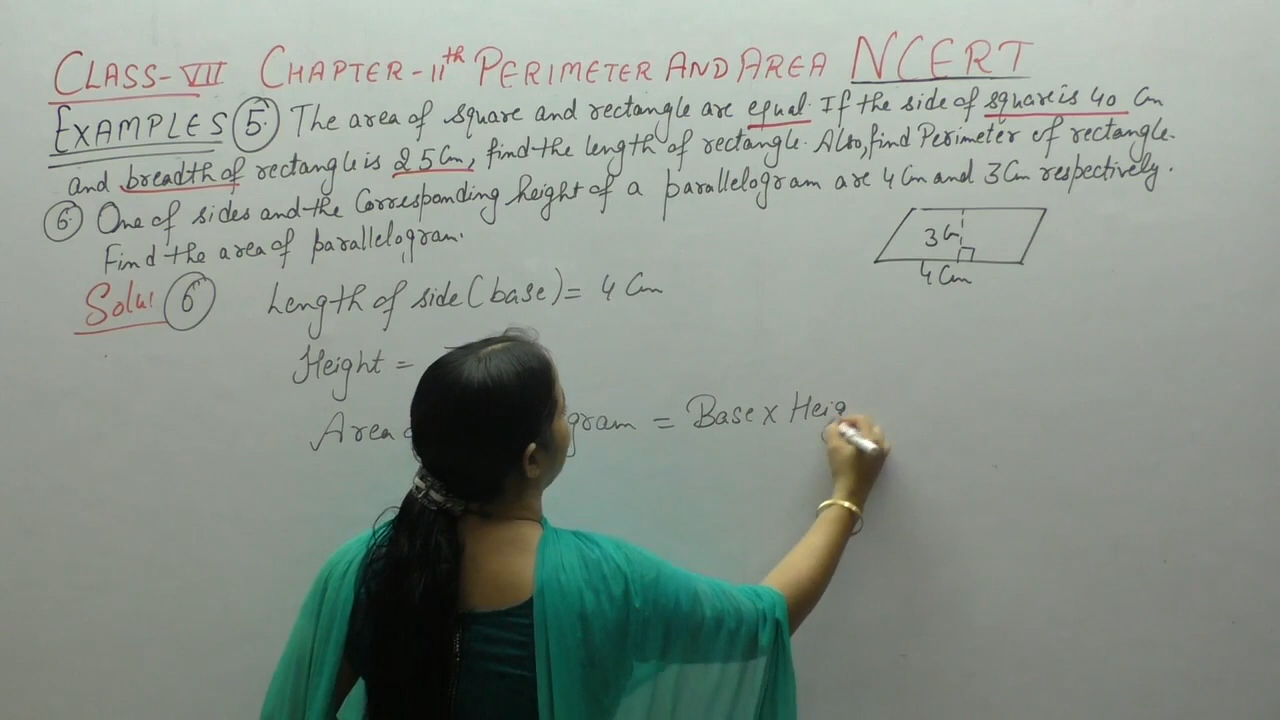 CLASS-VII CHAPTER-11th PERIMETER AND AREA NCERT
EXAMPLES 5 The area of square and rectangle are equal. If the side of square is 40 Cm
and breadth of rectangle is 25 Cm, find the length of rectangle. Also, find Perimeter of rectangle.
6. One of sides and the Corresponding height of a parallelogram are 4 Cm and 3 Cm respectively.
Find the area of parallelogram.
3 Cm
4 Cm
Solu: 6 Length of side (base) = 4 Cm
Height =
Area gram = Base x Heig